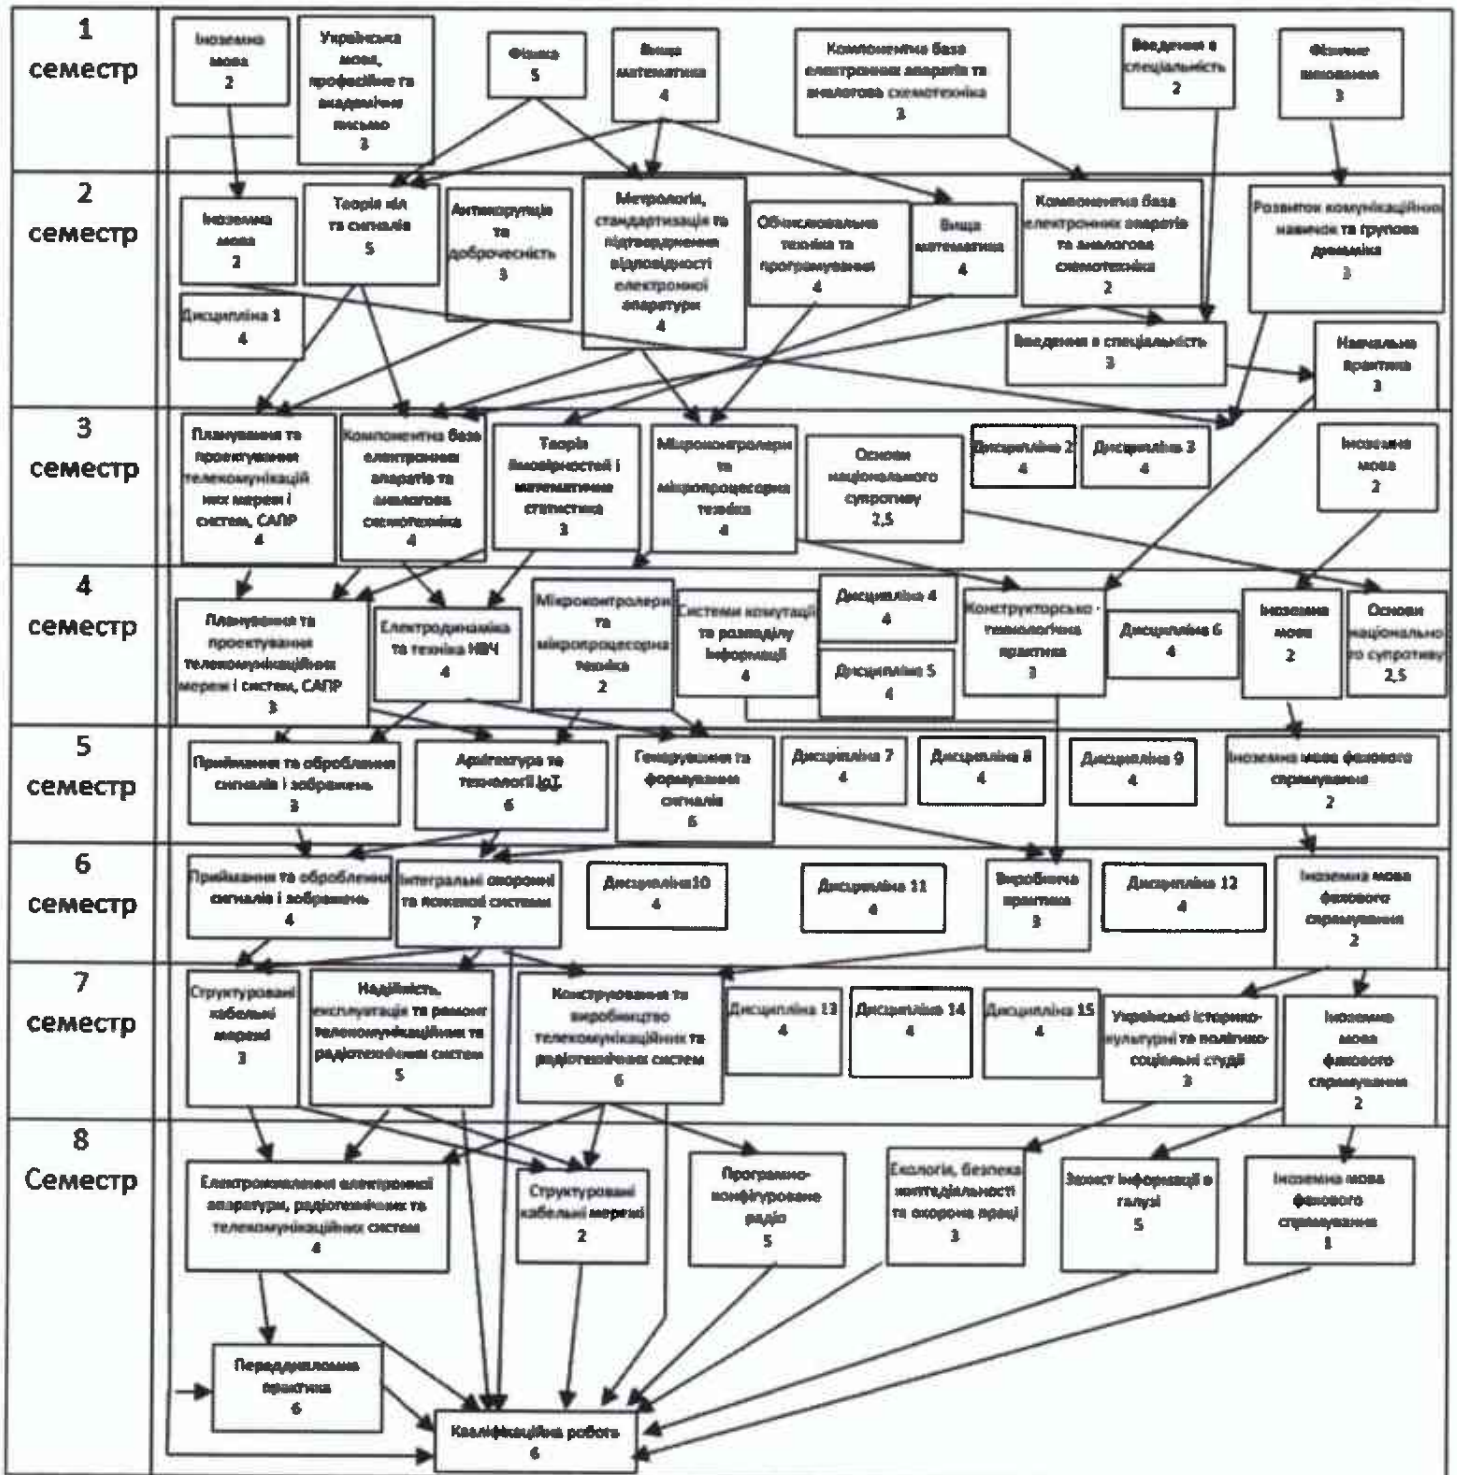 1
семестр
Іноземна
мова
2
Українська
мова,
професійне та
академічне
письмо
3
Фізика
5
Вища
математика
4
Компонентна база
електронних апаратів та
аналогова схемотехніка
3
Введення в
спеціальність
2
Фізичне
виховання
3
2
семестр
Іноземна
мова
2
Дисципліна 1
4
Теорія кіл
та сигналів
5
Антикорупція
та
доброчесність
3
Метрологія,
стандартизація та
підтвердження
відповідності
електронної
апаратури
4
Обчислювальна
техніка та
програмування
4
Вища
математика
4
Компонентна база
електронних апаратів
та аналогова
схемотехніка
2
Введення в спеціальність
3
Розвиток комунікаційних
навичок та групова
динаміка
3
Навчальна
практика
3
3
семестр
Планування та
проектування
телекомунікацій
них мереж і
систем, САПР
4
Компонентна база
електронних
апаратів та
аналогова
схемотехніка
4
Теорія
ймовірностей і
математична
статистика
3
Мікроконтролери
та
мікропроцесорна
техніка
4
Основи
національного
супротиву
2,5
Дисципліна 2
4
Дисципліна 3
4
Іноземна
мова
2
4
семестр
Планування та
проектування
телекомунікаційних
мереж і систем, САПР
3
Електродинаміка
та техніка НВЧ
4
Мікроконтролери
та
мікропроцесорна
техніка
2
Системи комутації
та розподілу
інформації
4
Дисципліна 4
4
Дисципліна 5
4
Конструкторсько -
технологічна
практика
3
Дисципліна 6
4
Іноземна
мова
2
Основи
національно
го супротиву
2,5
5
семестр
Приймання та оброблення
сигналів і зображень
3
Архітектура та
технології ІоТ.
6
Генерування та
формування
сигналів
6
Дисципліна 7
4
Дисципліна 8
4
Дисципліна 9
4
Іноземна мова фахового
спрямування
2
6
семестр
Приймання та оброблення
сигналів і зображень
4
Інтегральні охоронні
та пожежні системи
7
Дисципліна10
4
Дисципліна 11
4
Виробнича
практика
3
Дисципліна 12
4
Іноземна мова
фахового
спрямування
2
7
семестр
Структуровані
кабельні
мережі
3
Надійність,
експлуатація та ремонт
телекомунікаційних та
радіотехнічних систем
5
Конструювання та
виробництво
телекомунікаційних та
радіотехнічних систем
6
Дисципліна 13
4
Дисципліна 14
4
Дисципліна 15
4
Українські історико-
культурні та політико-
соціальні студії
3
Іноземна
мова
фахового
спрямування
2
8
Семестр
Електроживлення електронної
апаратури, радіотехнічних та
телекомунікаційних систем
4
Структуровані
кабельні мережі
2
Програмно-
конфігуроване
радіо
5
Екологія, безпека
життєдіяльності
та охорона праці
3
Захист інформації в
галузі
5
Іноземна мова
фахового
спрямування
1
Переддипломна
практика
6
Кваліфікаційна робота
6